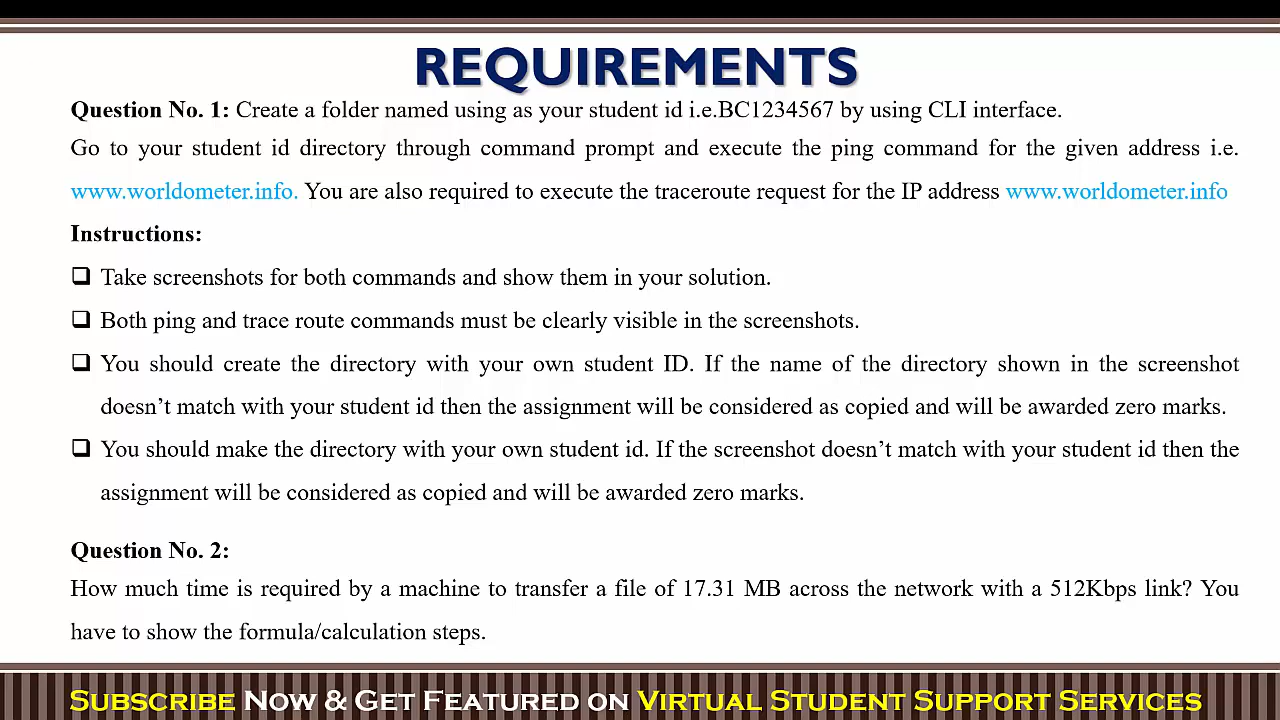 REQUIREMENTS
Question No. 1: Create a folder named using as your student id i.e.BC1234567 by using CLI interface.
Go to your student id directory through command prompt and execute the ping command for the given address i.e.
www.worldometer.info. You are also required to execute the traceroute request for the IP address www.worldometer.info
Instructions:
❑ Take screenshots for both commands and show them in your solution.
❑ Both ping and trace route commands must be clearly visible in the screenshots.
❑ You should create the directory with your own student ID. If the name of the directory shown in the screenshot
doesn’t match with your student id then the assignment will be considered as copied and will be awarded zero marks.
❑ You should make the directory with your own student id. If the screenshot doesn’t match with your student id then the
assignment will be considered as copied and will be awarded zero marks.
Question No. 2:
How much time is required by a machine to transfer a file of 17.31 MB across the network with a 512Kbps link? You
have to show the formula/calculation steps.
Subscribe Now & Get Featured on Virtual Student Support Services